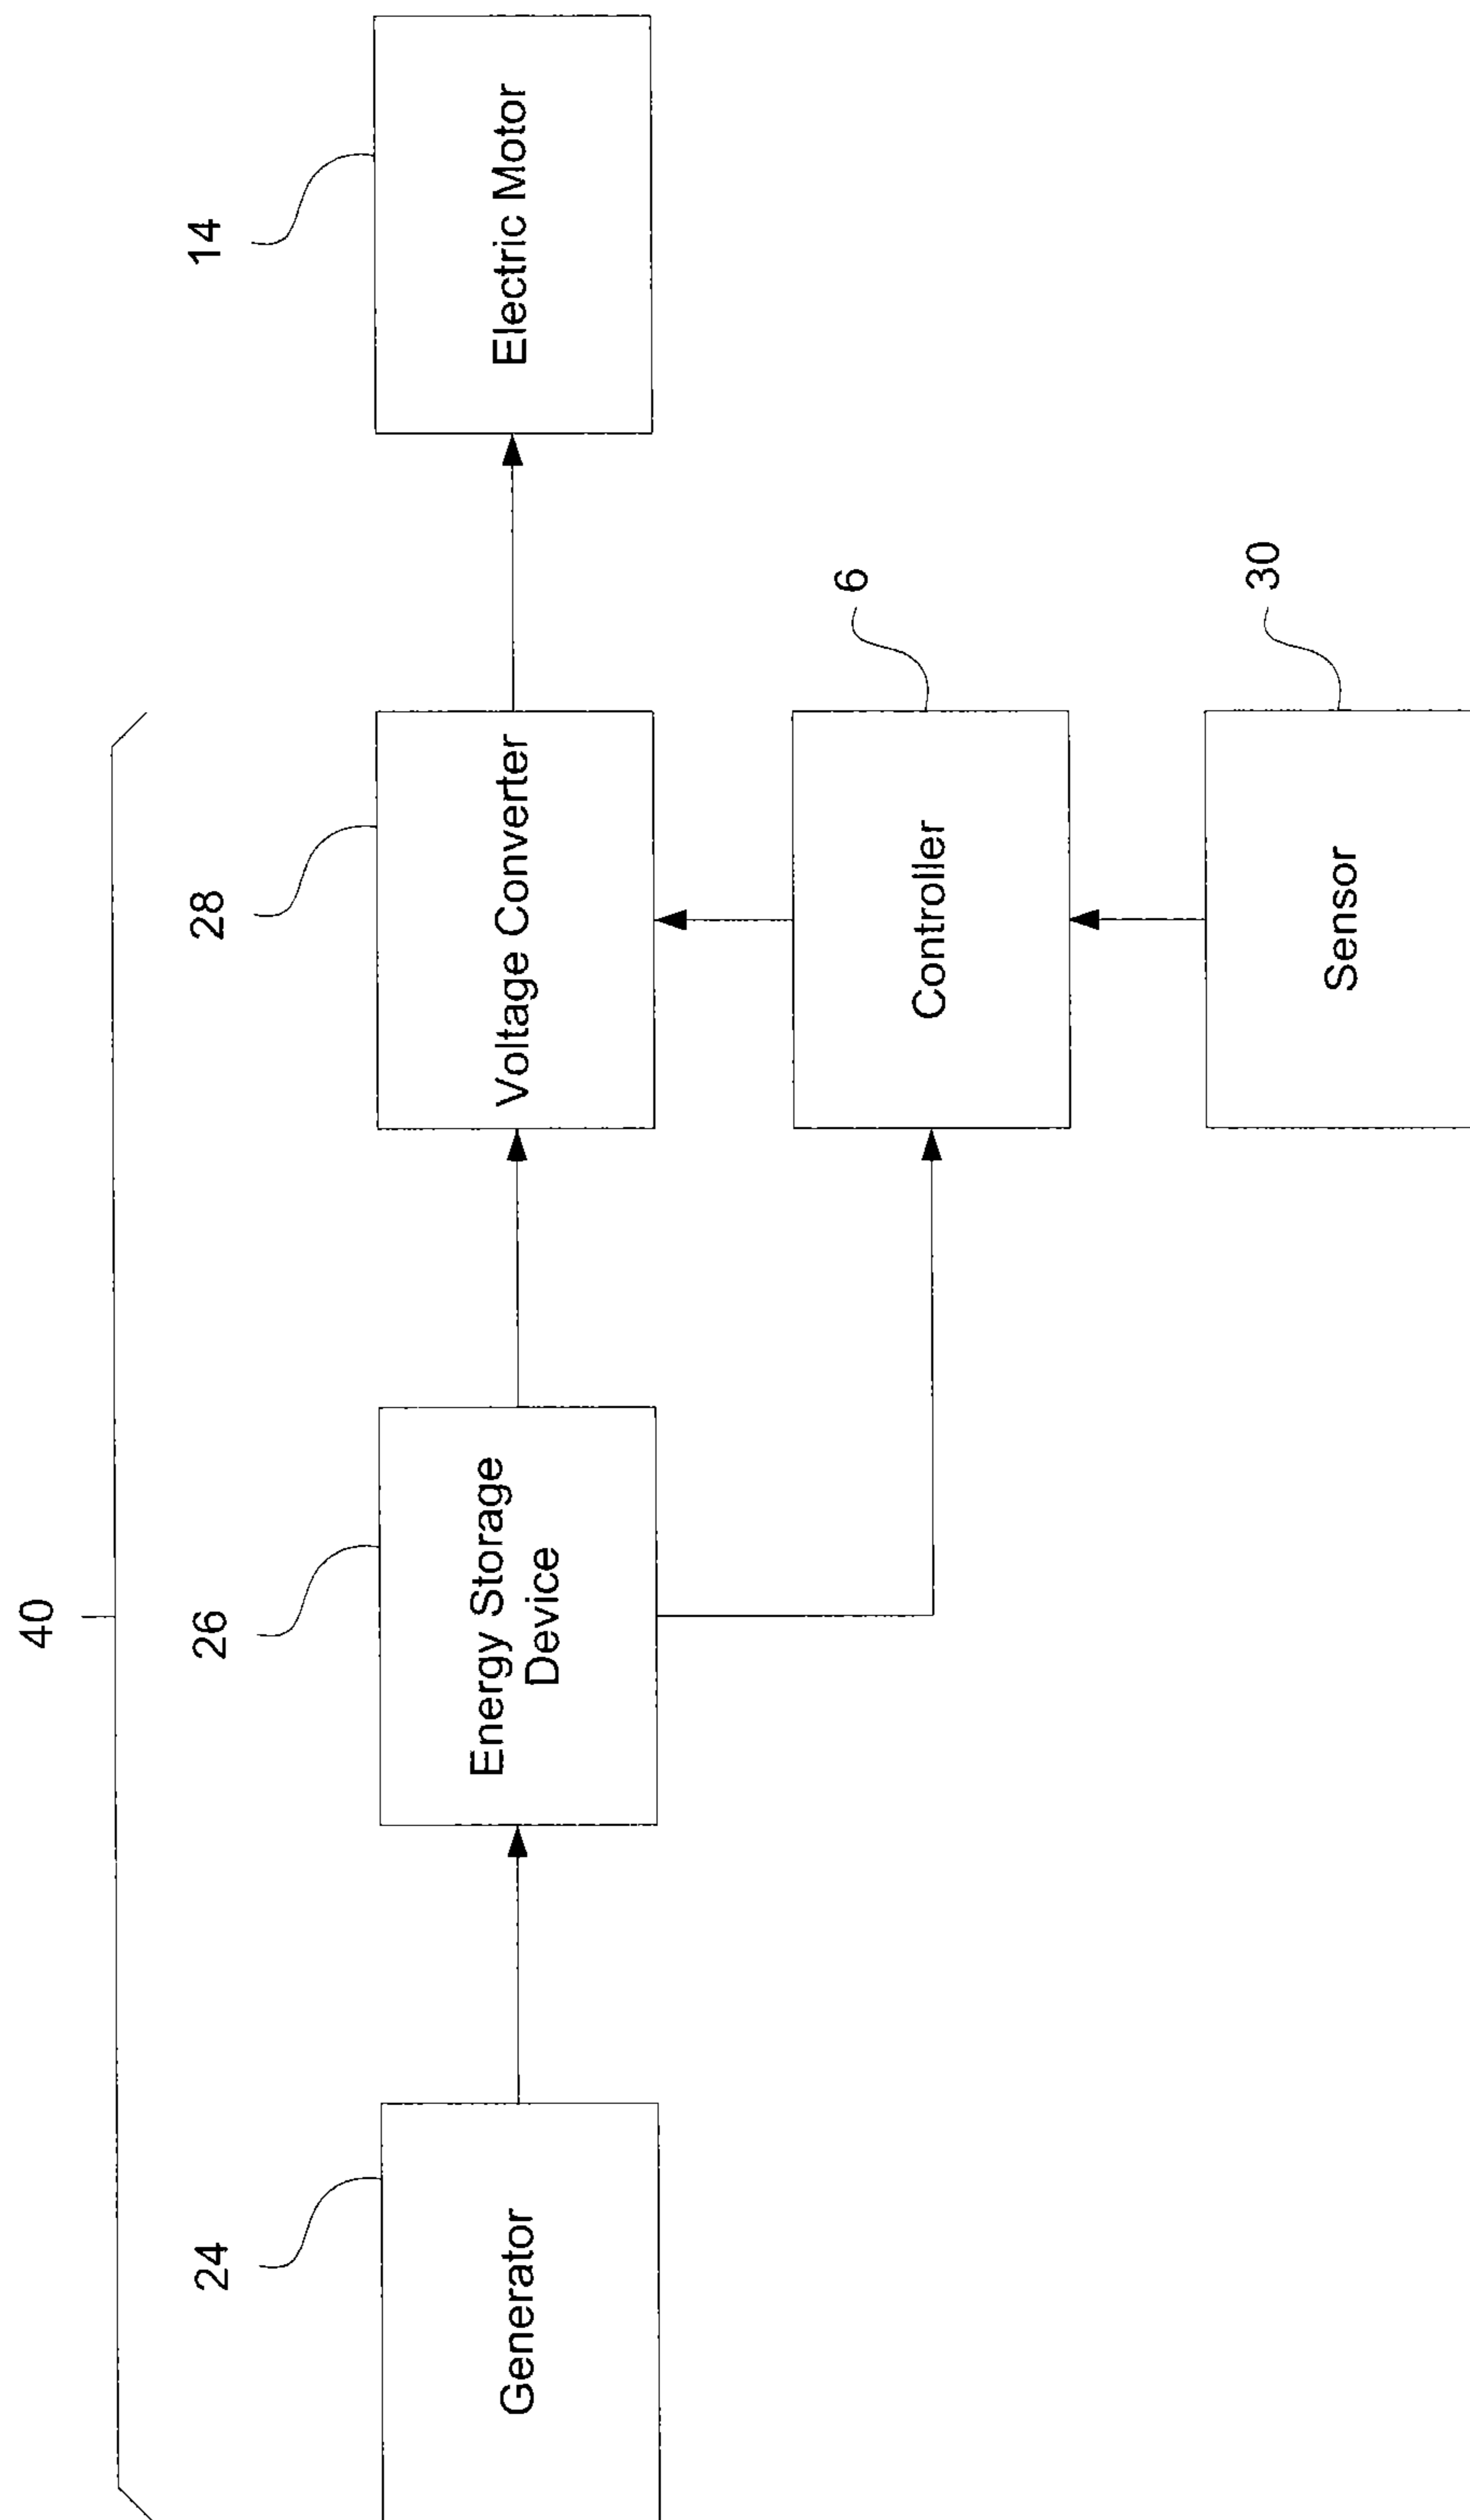 40
24
26
28
14
Generator
Energy Storage
Device
Voltage Converter
Electric Motor
6
Controller
30
Sensor